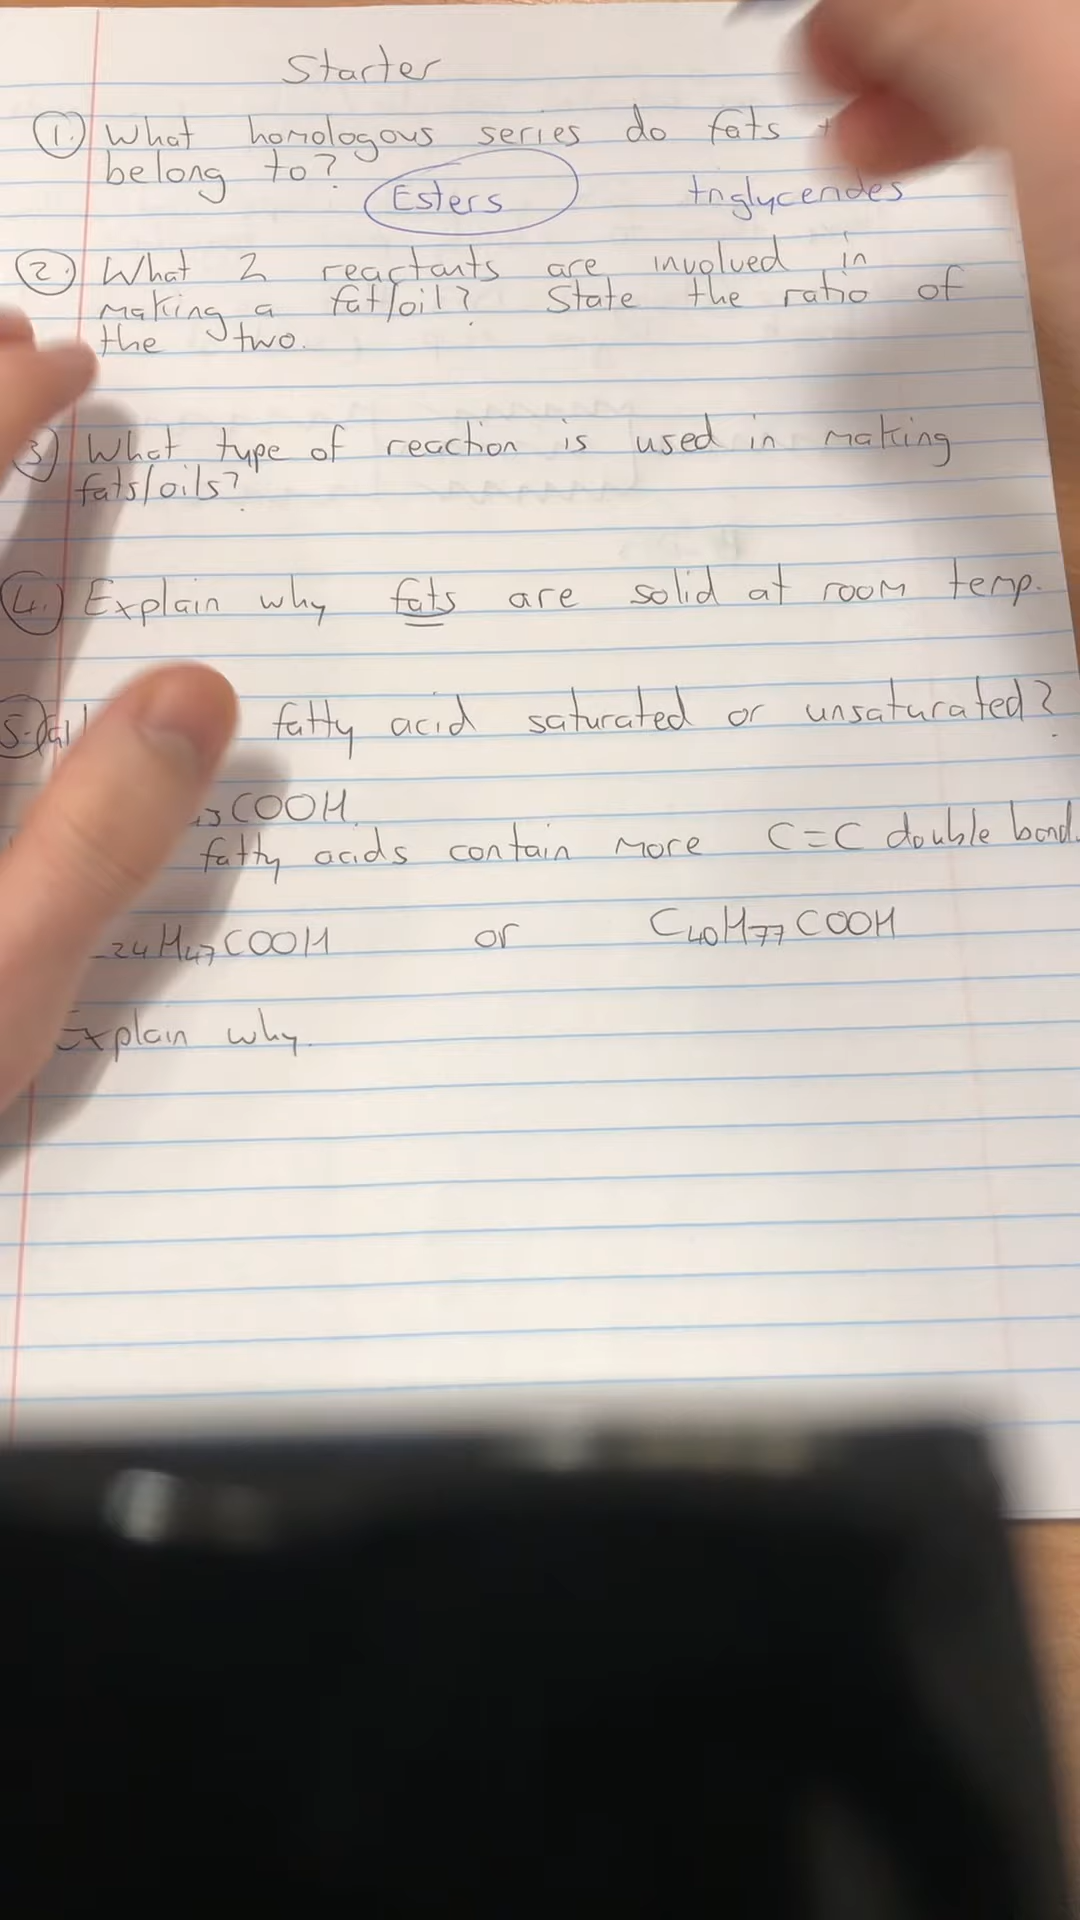 Starter
1. What homologous series do fats +
belong to?
Esters triglycerides
2. What 2 reactants are involved in
making a fat/oil? State the ratio of
the two.
3) What type of reaction is used in making
fats/oils?
4.) Explain why fats are solid at room temp.
5. (a) fatty acid saturated or unsaturated?
COOH
fatty acids contain more C=C double bond
24H47COOH or C40H77COOH
Explain why.